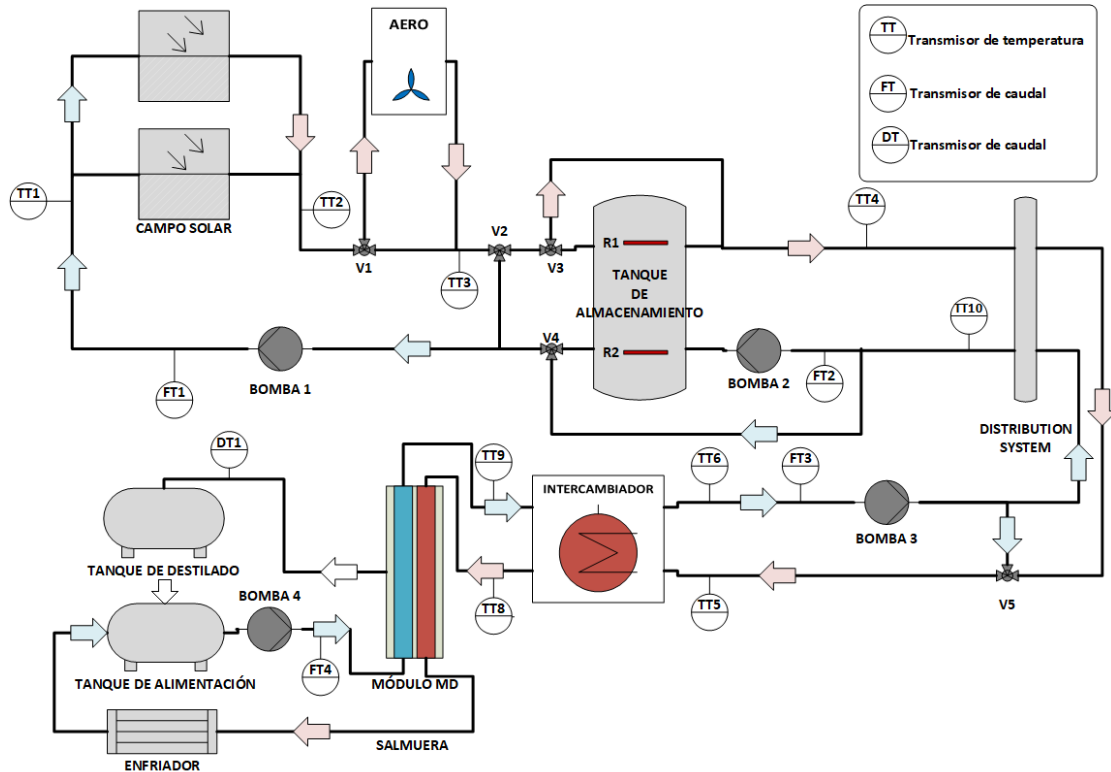 AERO
TT
Transmisor de temperatura
FT
Transmisor de caudal
DT
Transmisor de caudal
TT1
TT2
CAMPO SOLAR
V1
TT3
V2
V3
R1
TANQUE
DE
ALMACENAMIENTO
R2
V4
TT4
TT10
FT1
BOMBA 1
BOMBA 2
FT2
DISTRIBUTION
SYSTEM
DT1
TT9
INTERCAMBIADOR
TT6
FT3
BOMBA 3
TANQUE DE DESTILADO
BOMBA 4
TT8
TT5
V5
FT4
TANQUE DE ALIMENTACIÓN
MÓDULO MD
SALMUERA
ENFRIADOR